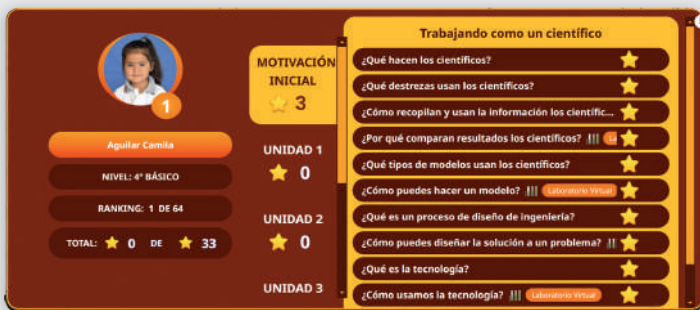 1
Aguilar Camila
NIVEL: 4° BÁSICO
RANKING: 1 DE 64
TOTAL: 0 DE 33
MOTIVACIÓN
INICIAL
3
UNIDAD 1
0
UNIDAD 2
0
UNIDAD 3
Trabajando como un científico
¿Qué hacen los científicos?
¿Qué destrezas usan los científicos?
¿Cómo recopilan y usan la información los científic...
¿Por qué comparan resultados los científicos? La
¿Qué tipos de modelos usan los científicos?
¿Cómo puedes hacer un modelo? Laboratorio Virtual
¿Qué es un proceso de diseño de ingeniería?
¿Cómo puedes diseñar la solución a un problema?
¿Qué es la tecnología?
¿Cómo usamos la tecnología? Laboratorio Virtual